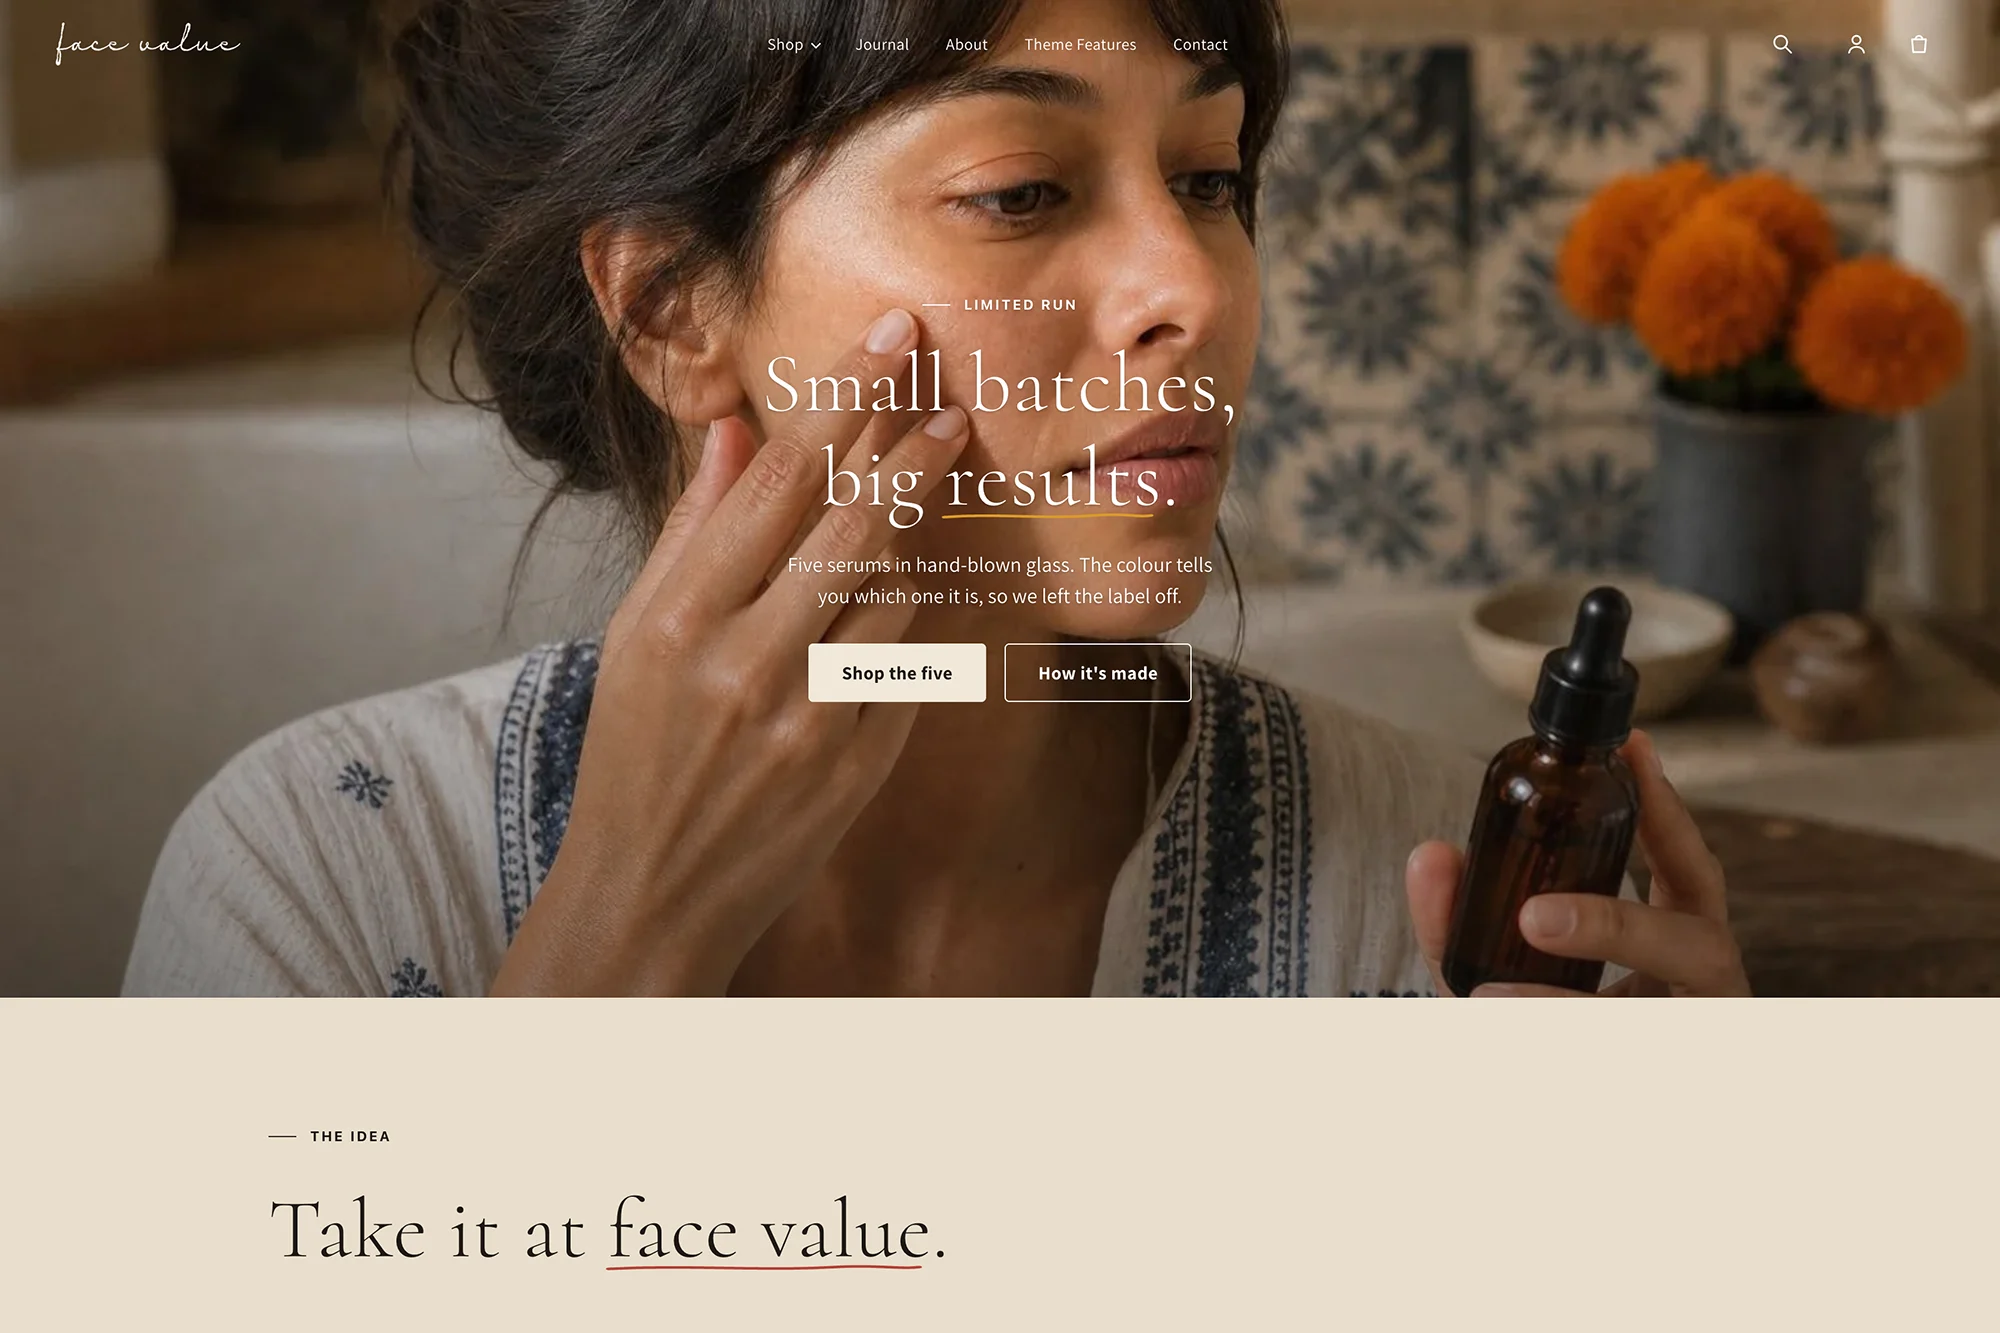 face value
Shop
Journal
About
Theme Features
Contact
LIMITED RUN
Small batches,
big results.
Five serums in hand-blown glass. The colour tells
you which one it is, so we left the label off.
Shop the five
How it's made
THE IDEA
Take it at face value.